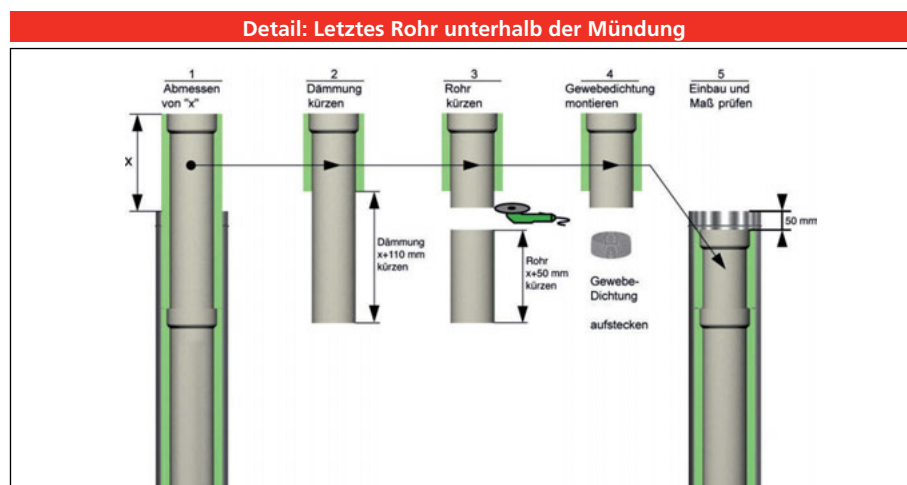 Detail: Letztes Rohr unterhalb der Mündung
1
Abmessen
von "x"
2
Dämmung
kürzen
3
Rohr
kürzen
4
Gewebedichtung
montieren
5
Einbau und
Maß prüfen
x
50 mm
Dämmung
x+110 mm
kürzen
Rohr
x+50 mm
kürzen
Gewebe-
Dichtung
aufstecken